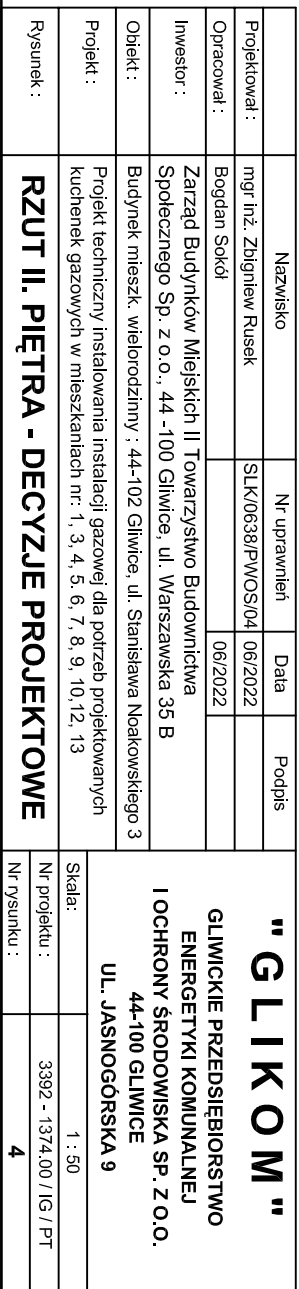 Nazwisko Nr uprawnień Data Podpis
Projektował : mgr inż. Zbigniew Rusek SLK/0638/PWOS/04 06/2022
Opracował : Bogdan Sokół 06/2022
Inwestor : Zarząd Budynków Miejskich II Towarzystwo Budownictwa
Społecznego Sp. z o.o., 44 -100 Gliwice, ul. Warszawska 35 B
Objekt : Budynek mieszk. wielorodzinny ; 44-102 Gliwice, ul. Stanisława Noakowskiego 3
Projekt : Projekt techniczny instalowania instalacji gazowej dla potrzeb projektowanych
kuchenek gazowych w mieszkaniach nr: 1, 3, 4, 5. 6, 7, 8, 9, 10,12, 13
Rysunek : RZUT II. PIĘTRA - DECYZJE PROJEKTOWE
"G L I K O M"
GLIWICKIE PRZEDSIĘBIORSTWO
ENERGETYKI KOMUNALNEJ
I OCHRONY ŚRODOWISKA SP. Z O.O.
44-100 GLIWICE
UL. JASNOGÓRSKA 9
Skala: 1 : 50
Nr projektu : 3392 - 1374.00 / IG / PT
Nr rysunku : 4